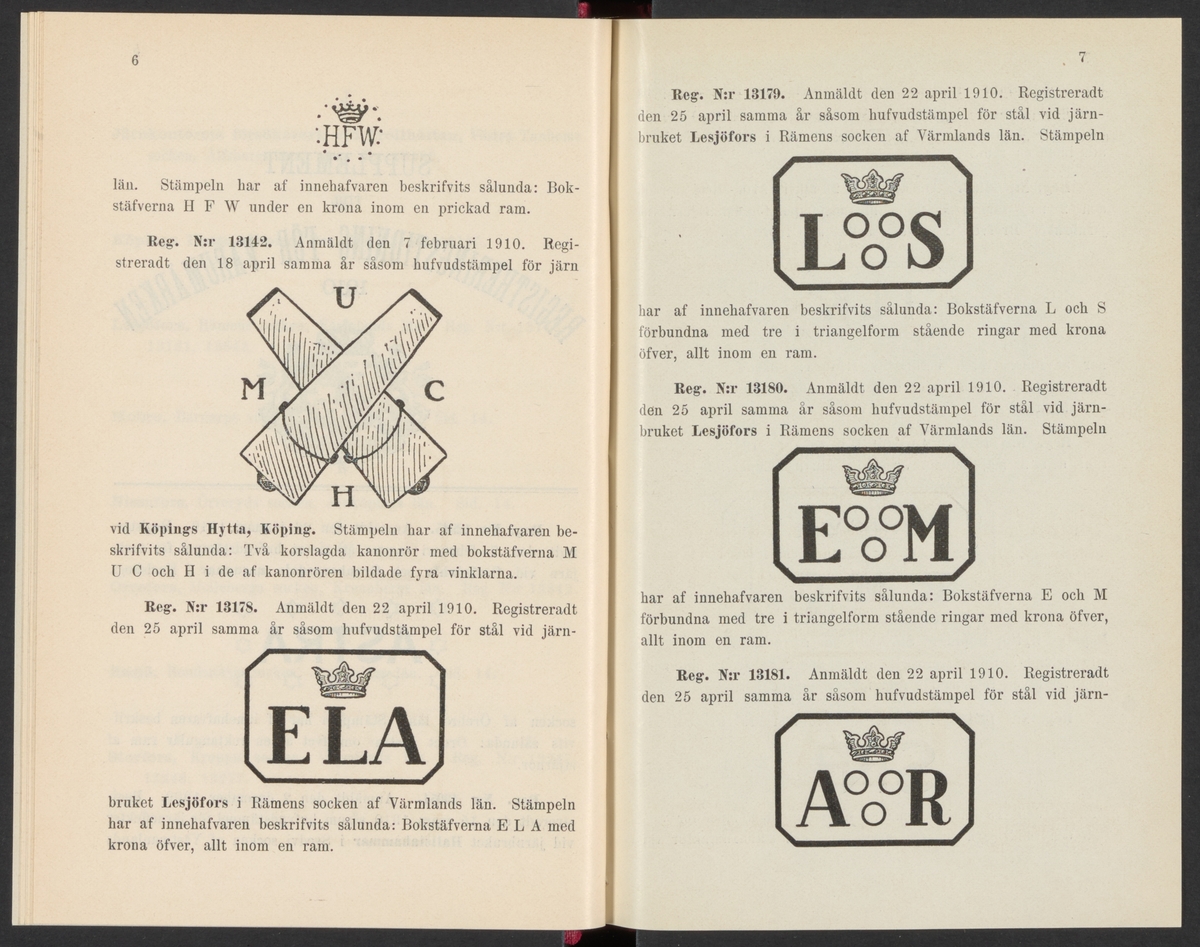 6
HFW
län. Stämpeln har af innehafvaren beskrifvits sålunda: Bok-
stäfverna H F W under en krona inom en prickad ram.
Reg. N:r 13142. Anmäldt den 7 februari 1910. Regi-
streradt den 18 april samma år såsom hufvudstämpel för järn
U
M C
H
vid Köpings Hytta, Köping. Stämpeln har af innehafvaren be-
skrifvits sålunda: Två korslagda kanonrör med bokstäfverna M
U C och H i de af kanonrören bildade fyra vinklarna.
Reg. N:r 13178. Anmäldt den 22 april 1910. Registreradt
den 25 april samma år såsom hufvudstämpel för stål vid järn-
ELA
bruket Lesjöfors i Rämens socken af Värmlands län. Stämpeln
har af innehafvaren beskrifvits sålunda: Bokstäfverna E L A med
krona öfver, allt inom en ram.
7
Reg. N:r 13179. Anmäldt den 22 april 1910. Registreradt
den 25 april samma år såsom hufvudstämpel för stål vid järn-
bruket Lesjöfors i Rämens socken af Värmlands län. Stämpeln
L S
har af innehafvaren beskrifvits sålunda: Bokstäfverna L och S
förbundna med tre i triangelform stående ringar med krona
öfver, allt inom en ram.
Reg. N:r 13180. Anmäldt den 22 april 1910. Registreradt
den 25 april samma år såsom hufvudstämpel för stål vid järn-
bruket Lesjöfors i Rämens socken af Värmlands län. Stämpeln
E M
har af innehafvaren beskrifvits sålunda: Bokstäfverna E och M
förbundna med tre i triangelform stående ringar med krona öfver,
allt inom en ram.
Reg. N:r 13181. Anmäldt den 22 april 1910. Registreradt
den 25 april samma år såsom hufvudstämpel för stål vid järn-
A R